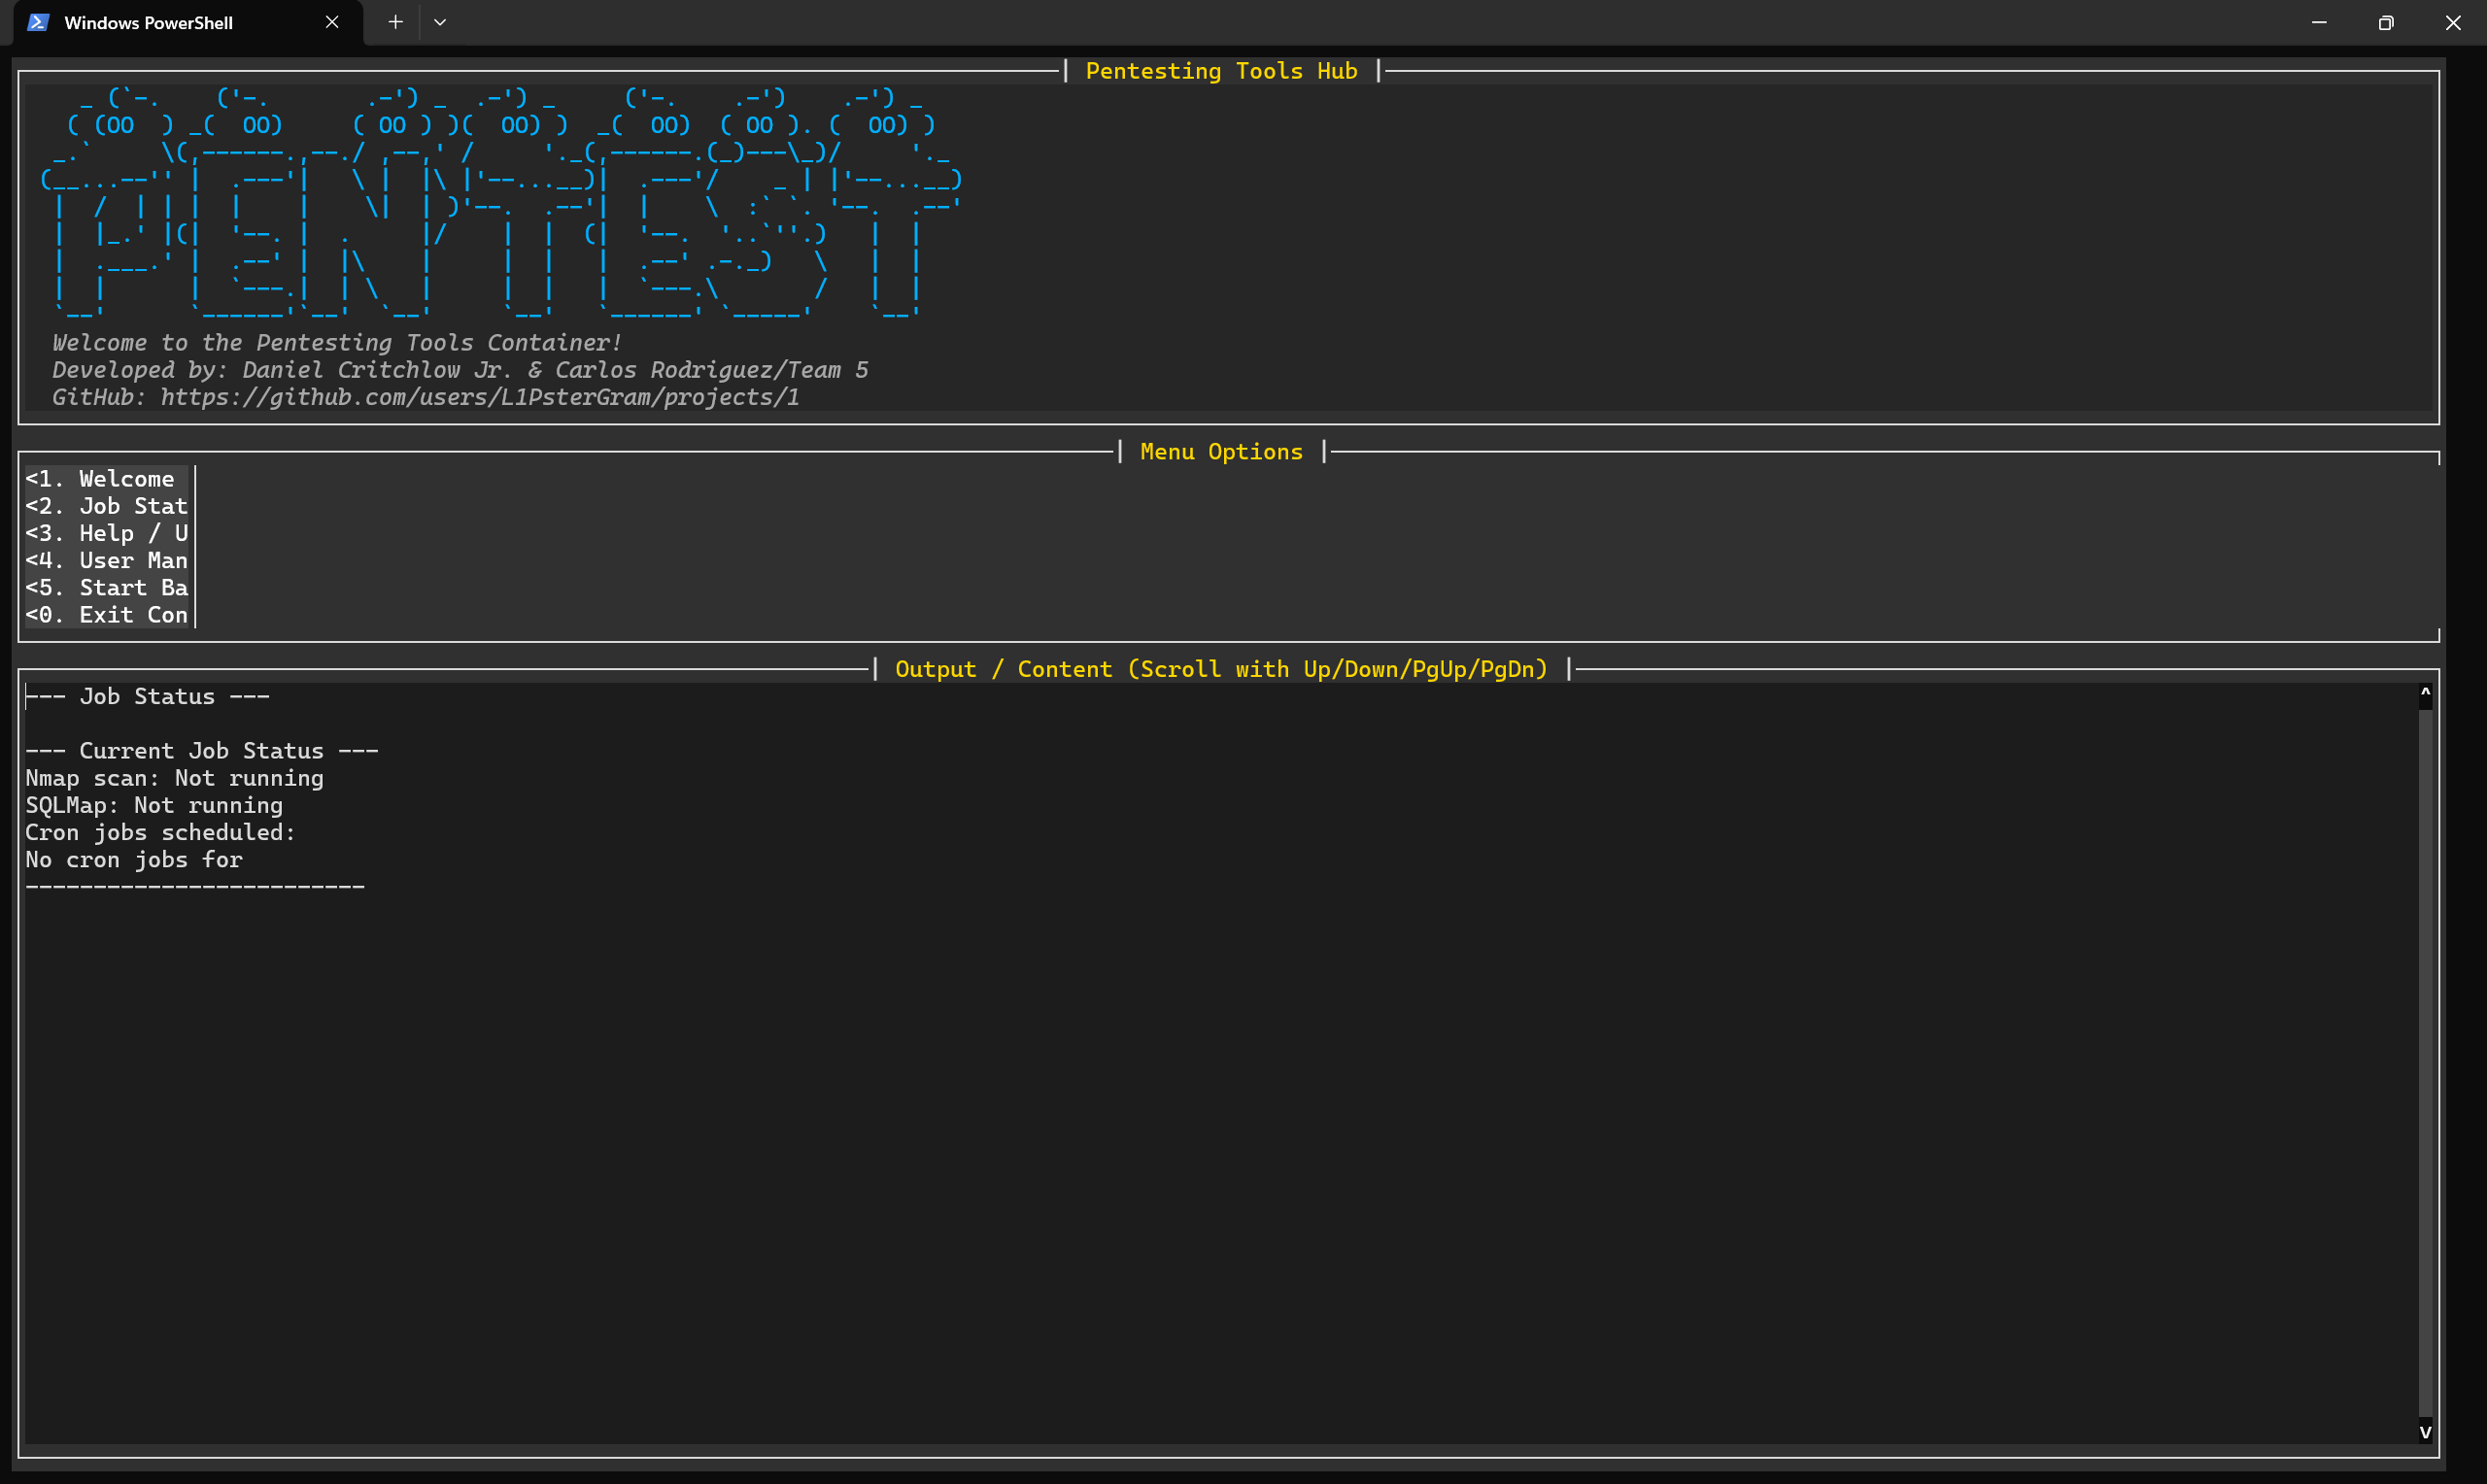 Windows PowerShell
Pentesting Tools Hub
PENTEST
Welcome to the Pentesting Tools Container!
Developed by: Daniel Critchlow Jr. & Carlos Rodriguez/Team 5
GitHub: https://github.com/users/L1PsterGram/projects/1
Menu Options
<1. Welcome
<2. Job Stat
<3. Help / U
<4. User Man
<5. Start Ba
<0. Exit Con
Output / Content (Scroll with Up/Down/PgUp/PgDn)
--- Job Status ---
--- Current Job Status ---
Nmap scan: Not running
SQLMap: Not running
Cron jobs scheduled:
No cron jobs for
-------------------------